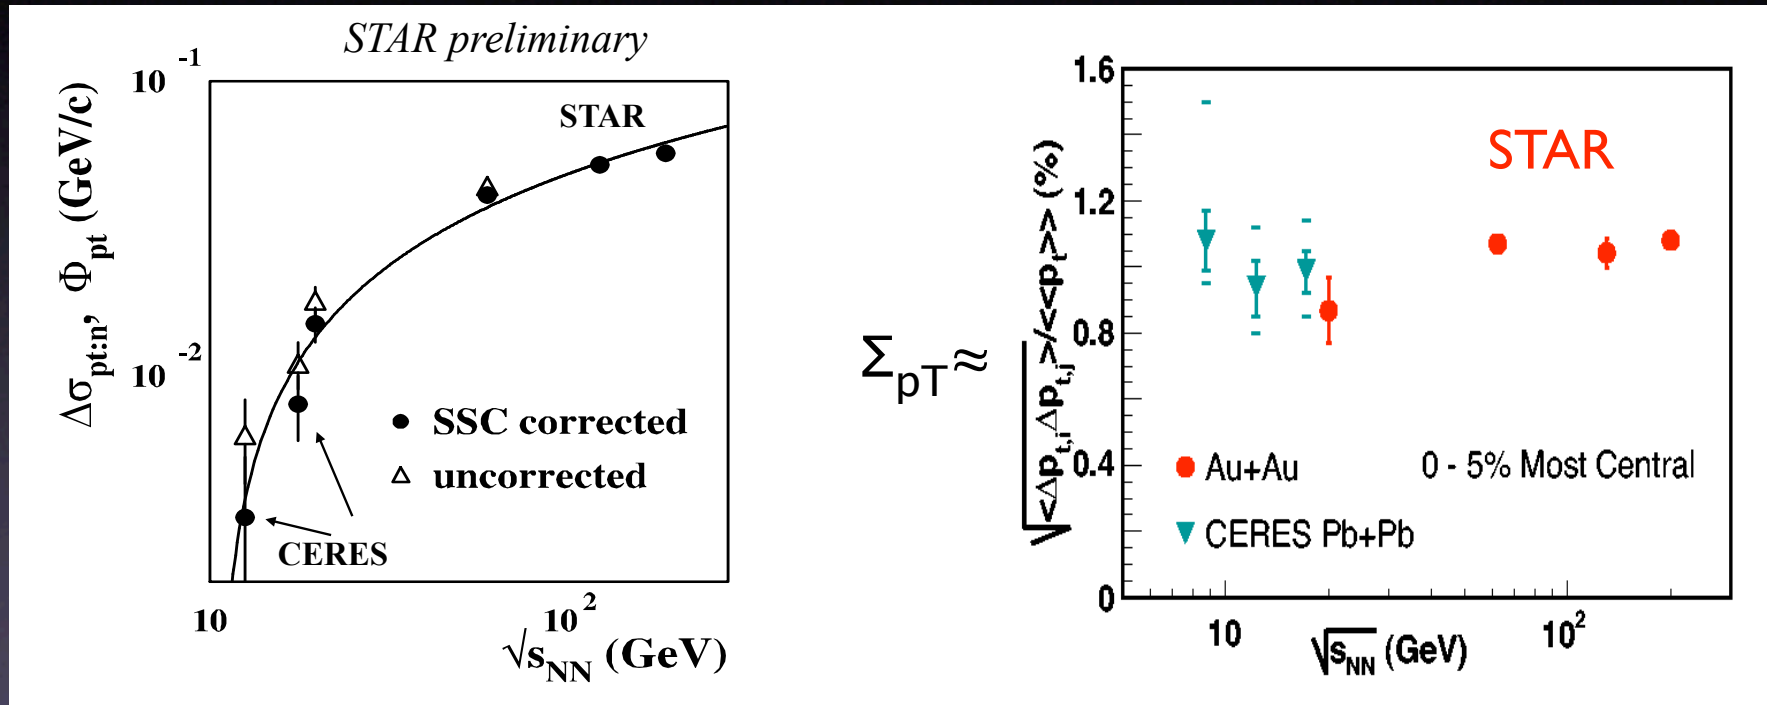 STAR preliminary
10 -1
STAR
Δσpt:n, Φpt (GeV/c)
10 -2
SSC corrected
uncorrected
CERES
10
10 2
√sNN (GeV)
ΣpT≈
√<Δpt,iΔpt,j>/<<pt>> (%)
1.6
STAR
1.2
0.8
0.4
Au+Au
0 - 5% Most Central
CERES Pb+Pb
0
10
10 2
√sNN (GeV)